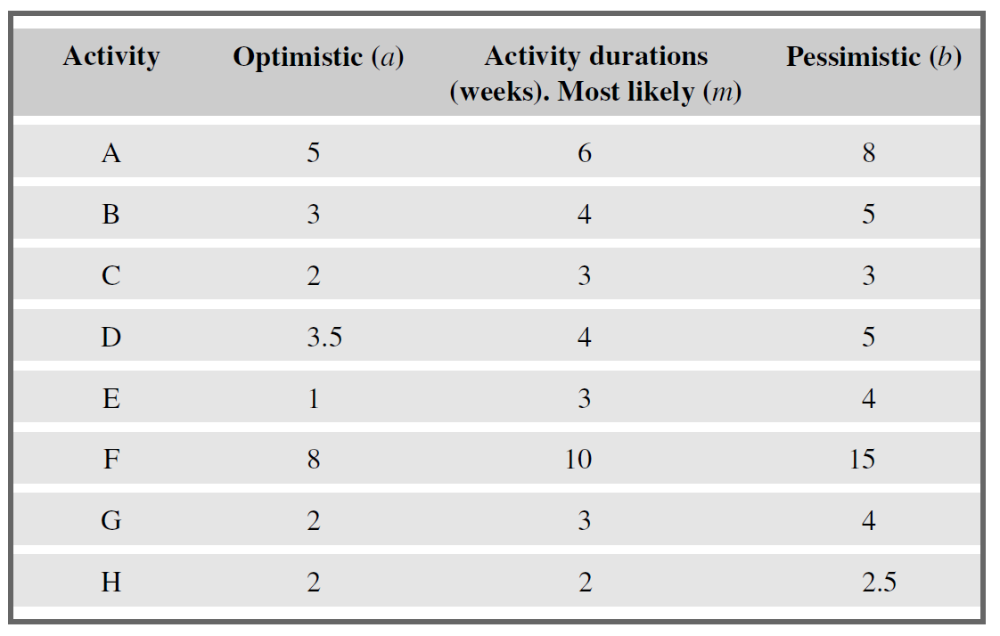 Activity Optimistic (a) Activity durations Pessimistic (b)
(weeks). Most likely (m)
A 5 6 8
B 3 4 5
C 2 3 3
D 3.5 4 5
E 1 3 4
F 8 10 15
G 2 3 4
H 2 2 2.5